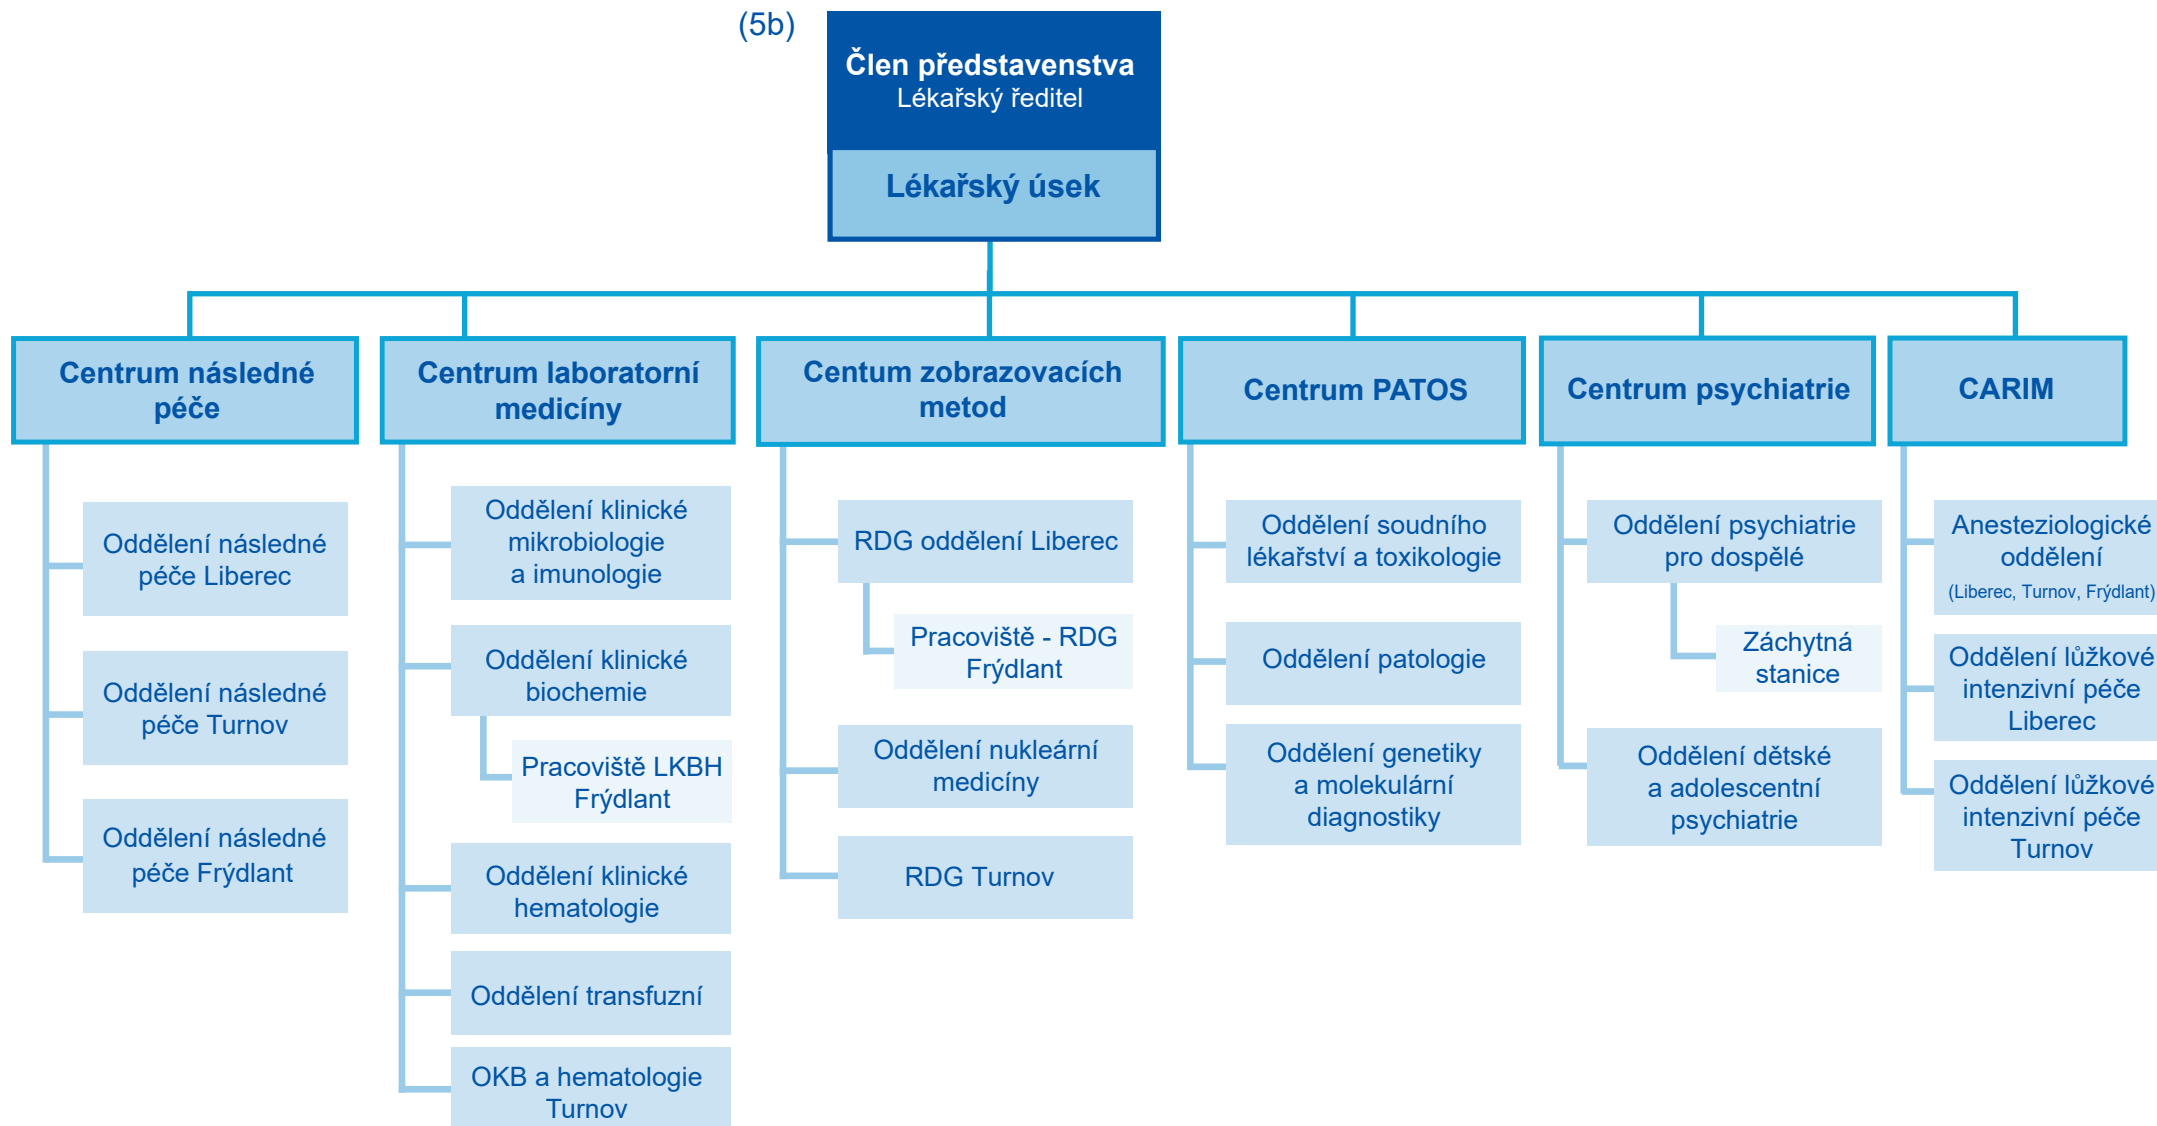 (5b)
Člen představenstva
Lékařský ředitel
Lékařský úsek
Centrum následné
péče
Oddělení následné
péče Liberec
Oddělení následné
péče Turnov
Oddělení následné
péče Frýdlant
Centrum laboratorní
medicíny
Oddělení klinické
mikrobiologie
a imunologie
Oddělení klinické
biochemie
Pracoviště LKBH
Frýdlant
Oddělení klinické
hematologie
Oddělení transfuzní
OKB a hematologie
Turnov
Centum zobrazovacích
metod
RDG oddělení Liberec
Pracoviště - RDG
Frýdlant
Oddělení nukleární
medicíny
RDG Turnov
Centrum PATOS
Oddělení soudního
lékařství a toxikologie
Oddělení patologie
Oddělení genetiky
a molekulární
diagnostiky
Centrum psychiatrie
Oddělení psychiatrie
pro dospělé
Záchytná
stanice
Oddělení dětské
a adolescentní
psychiatrie
CARIM
Anesteziologické
oddělení
(Liberec, Turnov, Frýdlant)
Oddělení lůžkové
intenzivní péče
Liberec
Oddělení lůžkové
intenzivní péče
Turnov